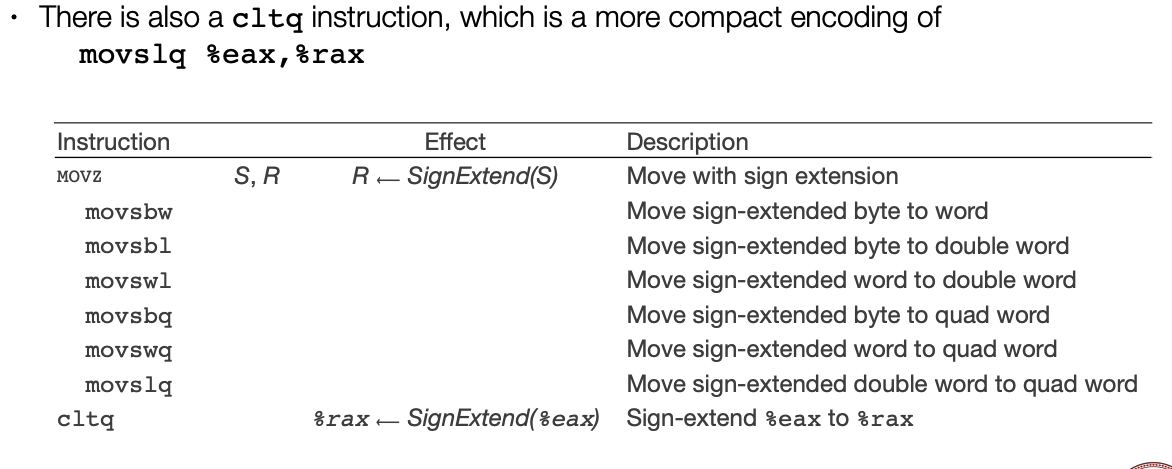 • There is also a cltq instruction, which is a more compact encoding of
movslq %eax,%rax
Instruction Effect Description
MOVZ S, R R ← SignExtend(S) Move with sign extension
movsbw Move sign-extended byte to word
movsbl Move sign-extended byte to double word
movswl Move sign-extended word to double word
movsbq Move sign-extended byte to quad word
movswq Move sign-extended word to quad word
movslq Move sign-extended double word to quad word
cltq %rax ← SignExtend(%eax) Sign-extend %eax to %rax